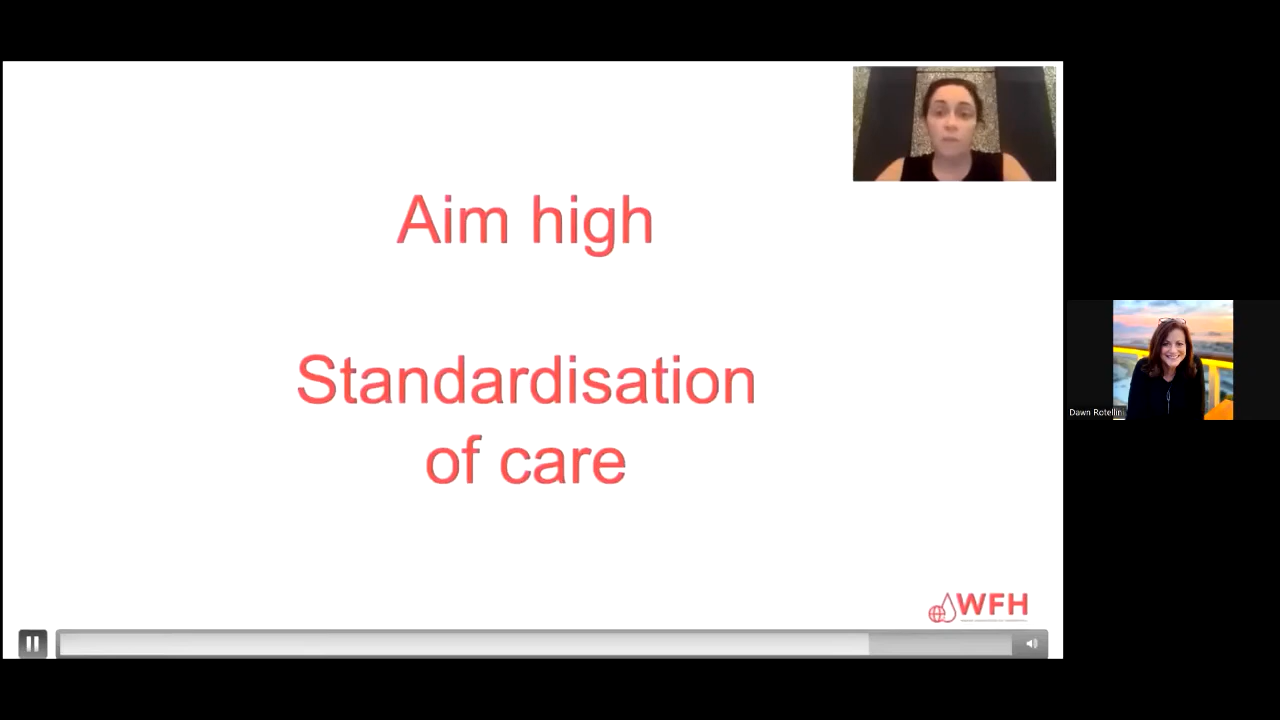 Aim high
Standardisation
of care
WFH
Dawn Rotellini